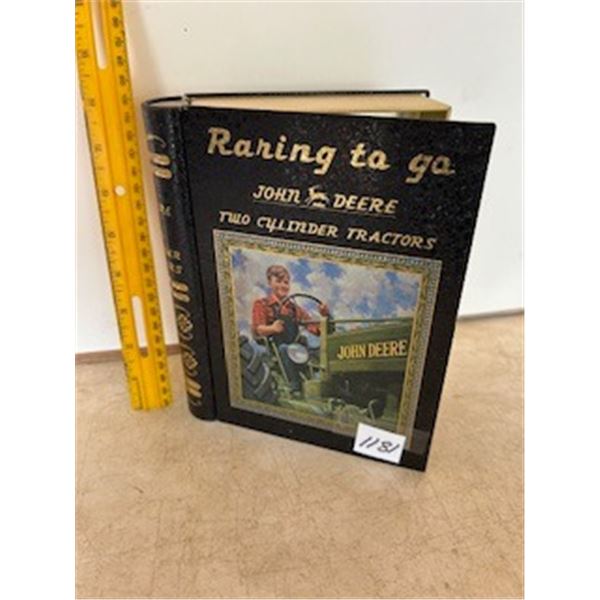 Raring to go
JOHN DEERE
TWO CYLINDER TRACTORS
JOHN DEERE
1181